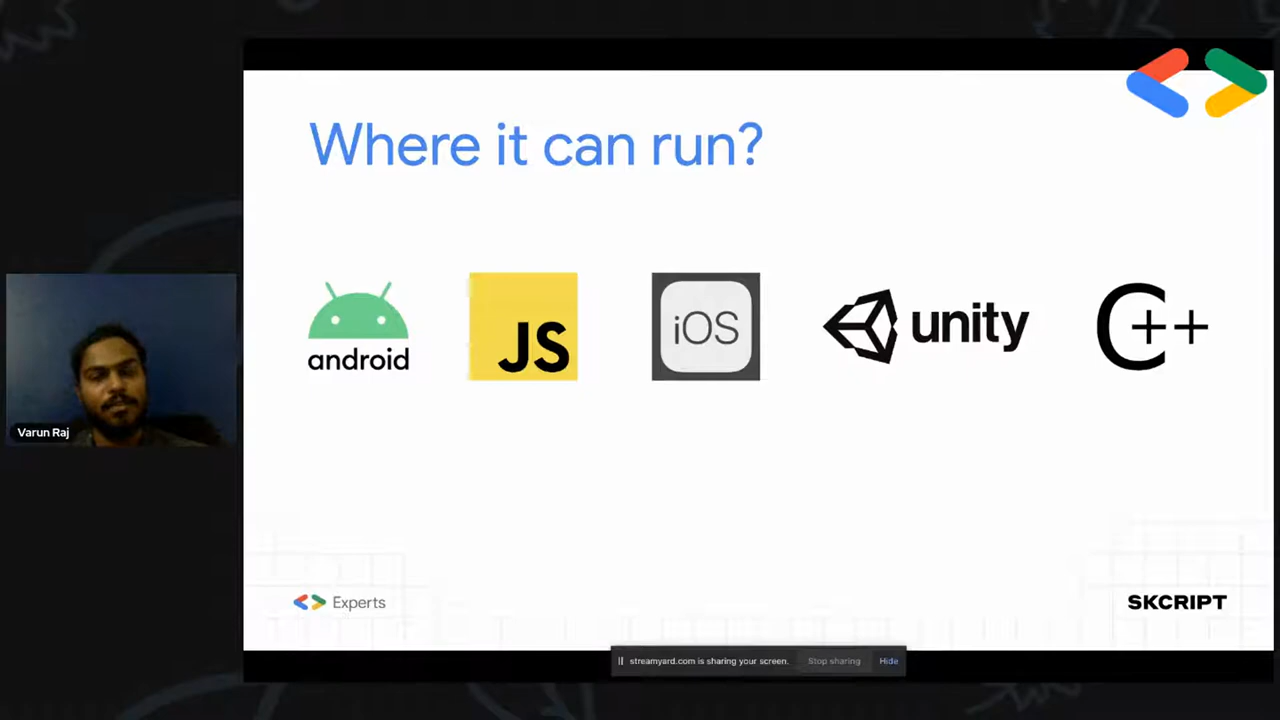 Where it can run?
android
JS
iOS
unity
C++
Varun Raj
Experts
SKCRIPT
streamyard.com is sharing your screen.
Stop sharing
Hide